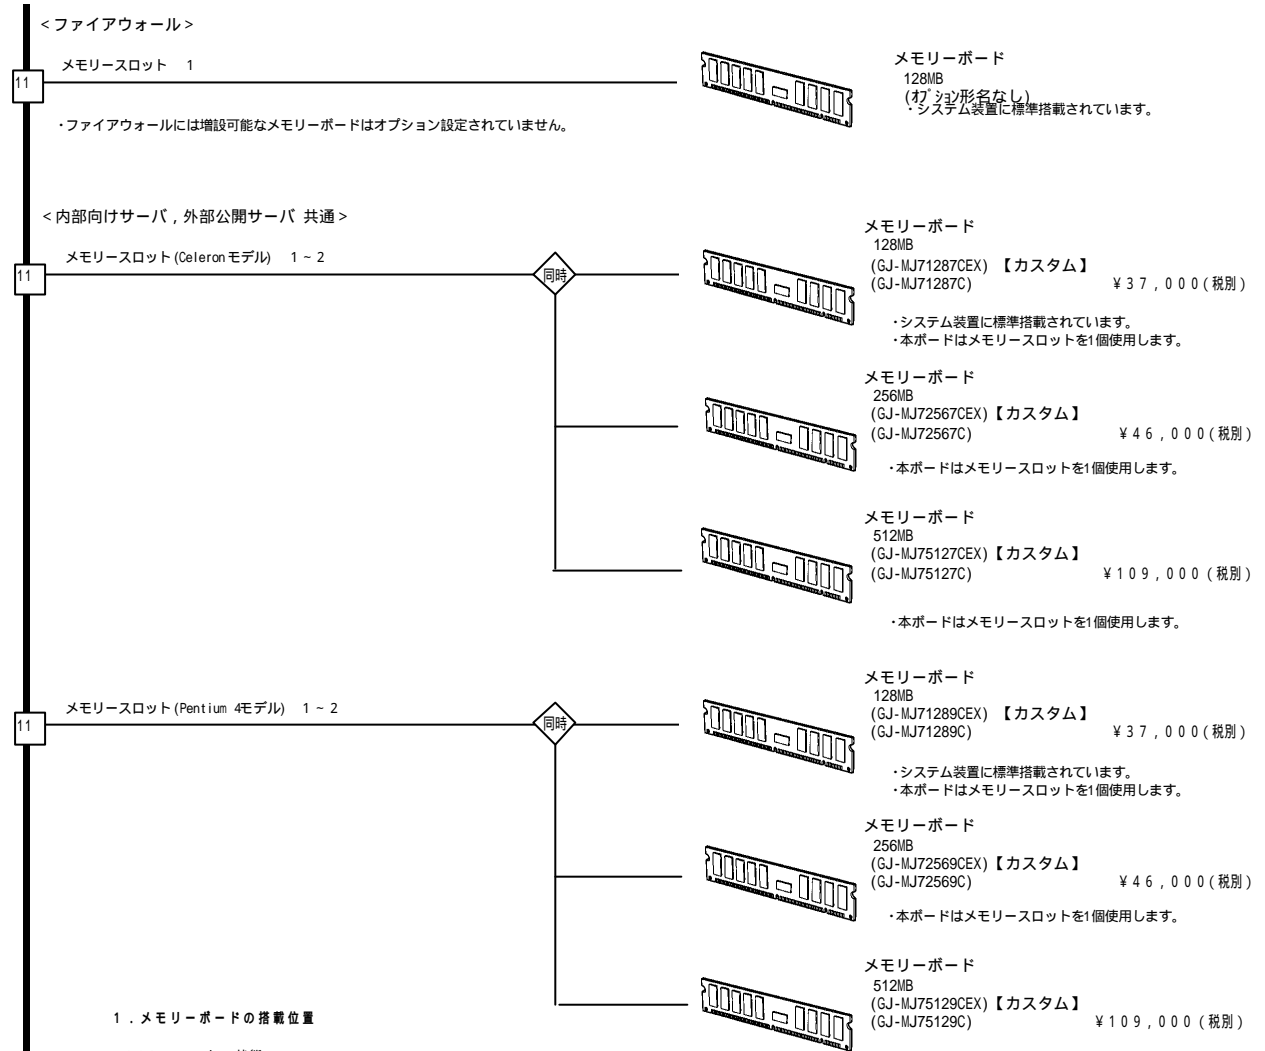 <ファイアウォール>
11
メモリースロット 1
メモリーボード
128MB
(ｵﾌﾟｼｮﾝ形名なし)
・システム装置に標準搭載されています。
・ファイアウォールには増設可能なメモリーボードはオプション設定されていません。
<内部向けサーバ,外部公開サーバ 共通>
11
メモリースロット(Celeronモデル) 1~2
同時
メモリーボード
128MB
(GJ-MJ71287CEX) 【カスタム】
(GJ-MJ71287C) ¥37,000(税別)
・システム装置に標準搭載されています。
・本ボードはメモリースロットを1個使用します。
メモリーボード
256MB
(GJ-MJ72567CEX)【カスタム】
(GJ-MJ72567C) ¥46,000(税別)
・本ボードはメモリースロットを1個使用します。
メモリーボード
512MB
(GJ-MJ75127CEX)【カスタム】
(GJ-MJ75127C) ¥109,000(税別)
・本ボードはメモリースロットを1個使用します。
11
メモリースロット(Pentium 4モデル) 1~2
同時
メモリーボード
128MB
(GJ-MJ71289CEX) 【カスタム】
(GJ-MJ71289C) ¥37,000(税別)
・システム装置に標準搭載されています。
・本ボードはメモリースロットを1個使用します。
メモリーボード
256MB
(GJ-MJ72569CEX)【カスタム】
(GJ-MJ72569C) ¥46,000(税別)
・本ボードはメモリースロットを1個使用します。
メモリーボード
512MB
(GJ-MJ75129CEX)【カスタム】
(GJ-MJ75129C) ¥109,000(税別)
1.メモリーボードの搭載位置